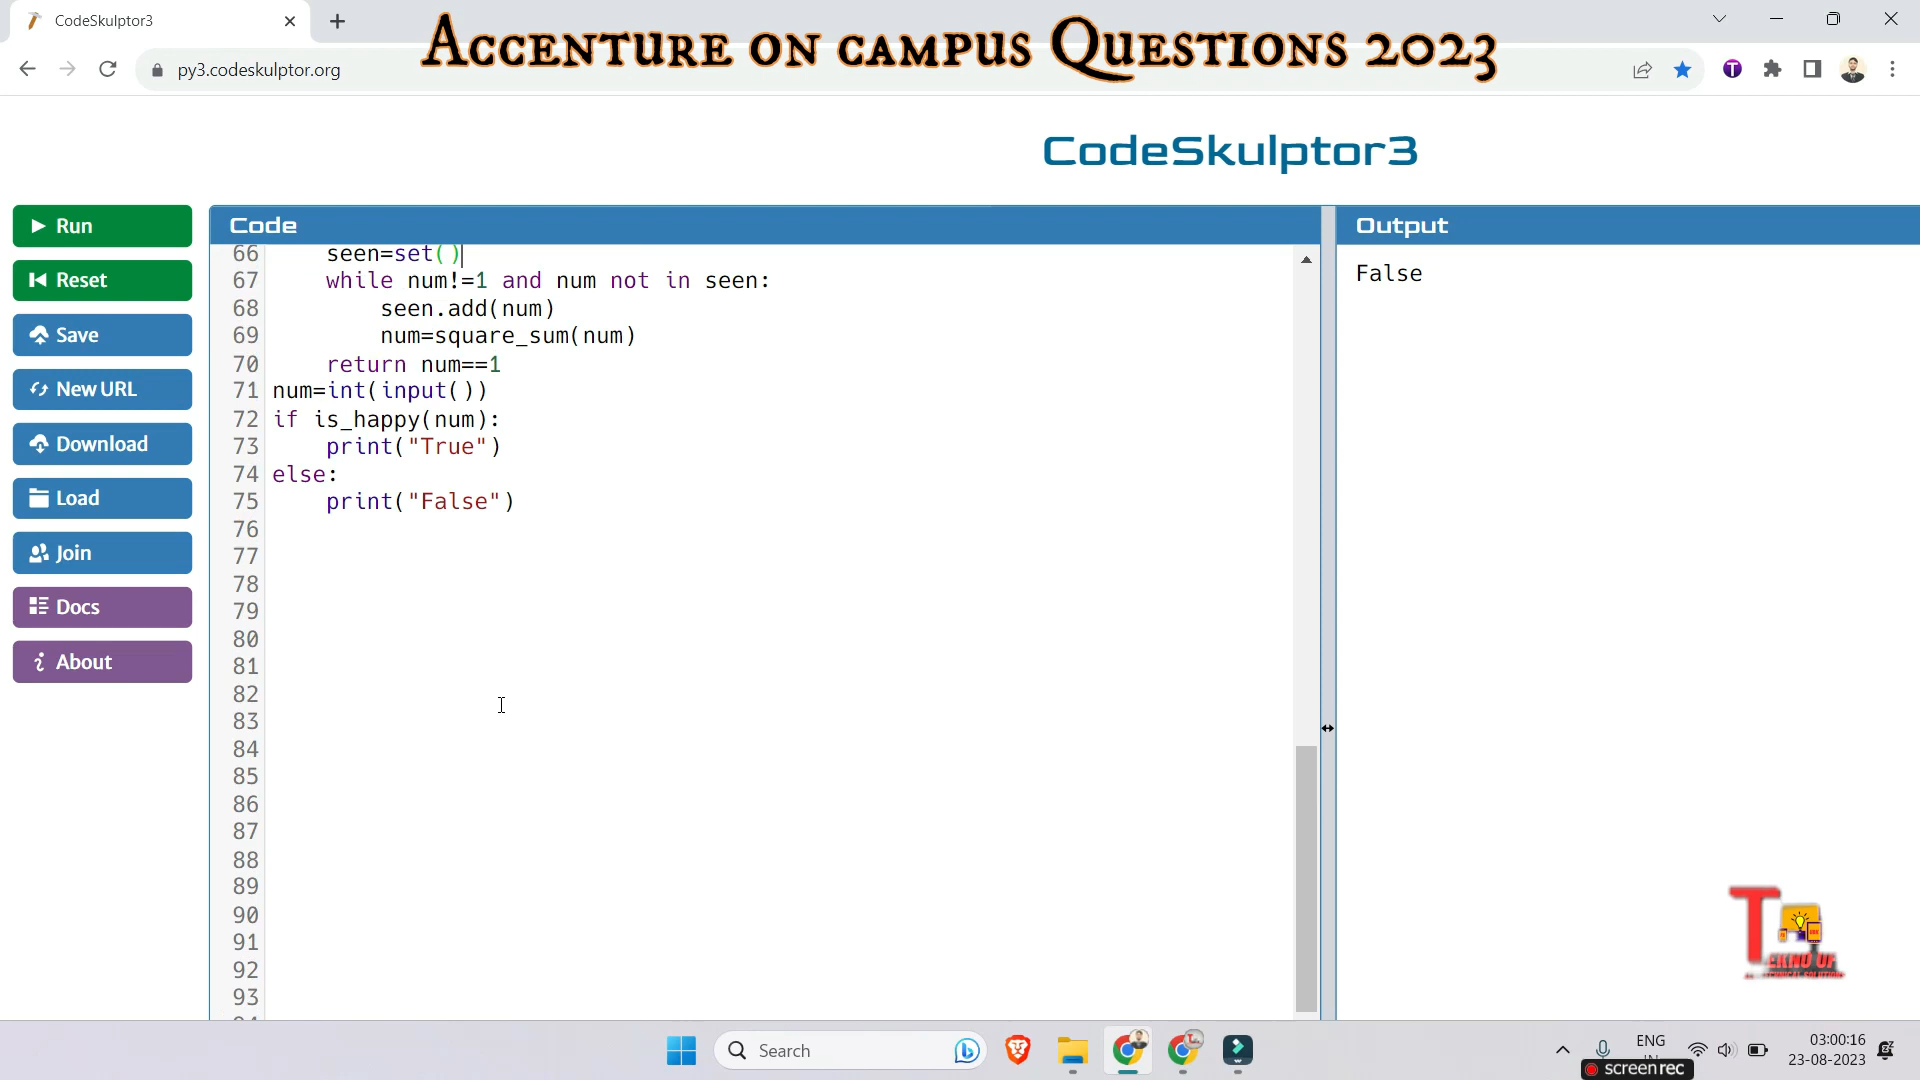 CodeSkulptor3
Accenture on campus Questions 2023
py3.codeskulptor.org
CodeSkulptor3
Run
Reset
Save
New URL
Download
Load
Join
Docs
About
Code
66 seen=set()
67 while num!=1 and num not in seen:
68 seen.add(num)
69 num=square_sum(num)
70 return num==1
71 num=int(input())
72 if is_happy(num):
73 print("True")
74 else:
75 print("False")
76
77
78
79
80
81
82
83
84
85
86
87
88
89
90
91
92
93
Output
False
Search
ENG
03:00:16
23-08-2023
screenrec